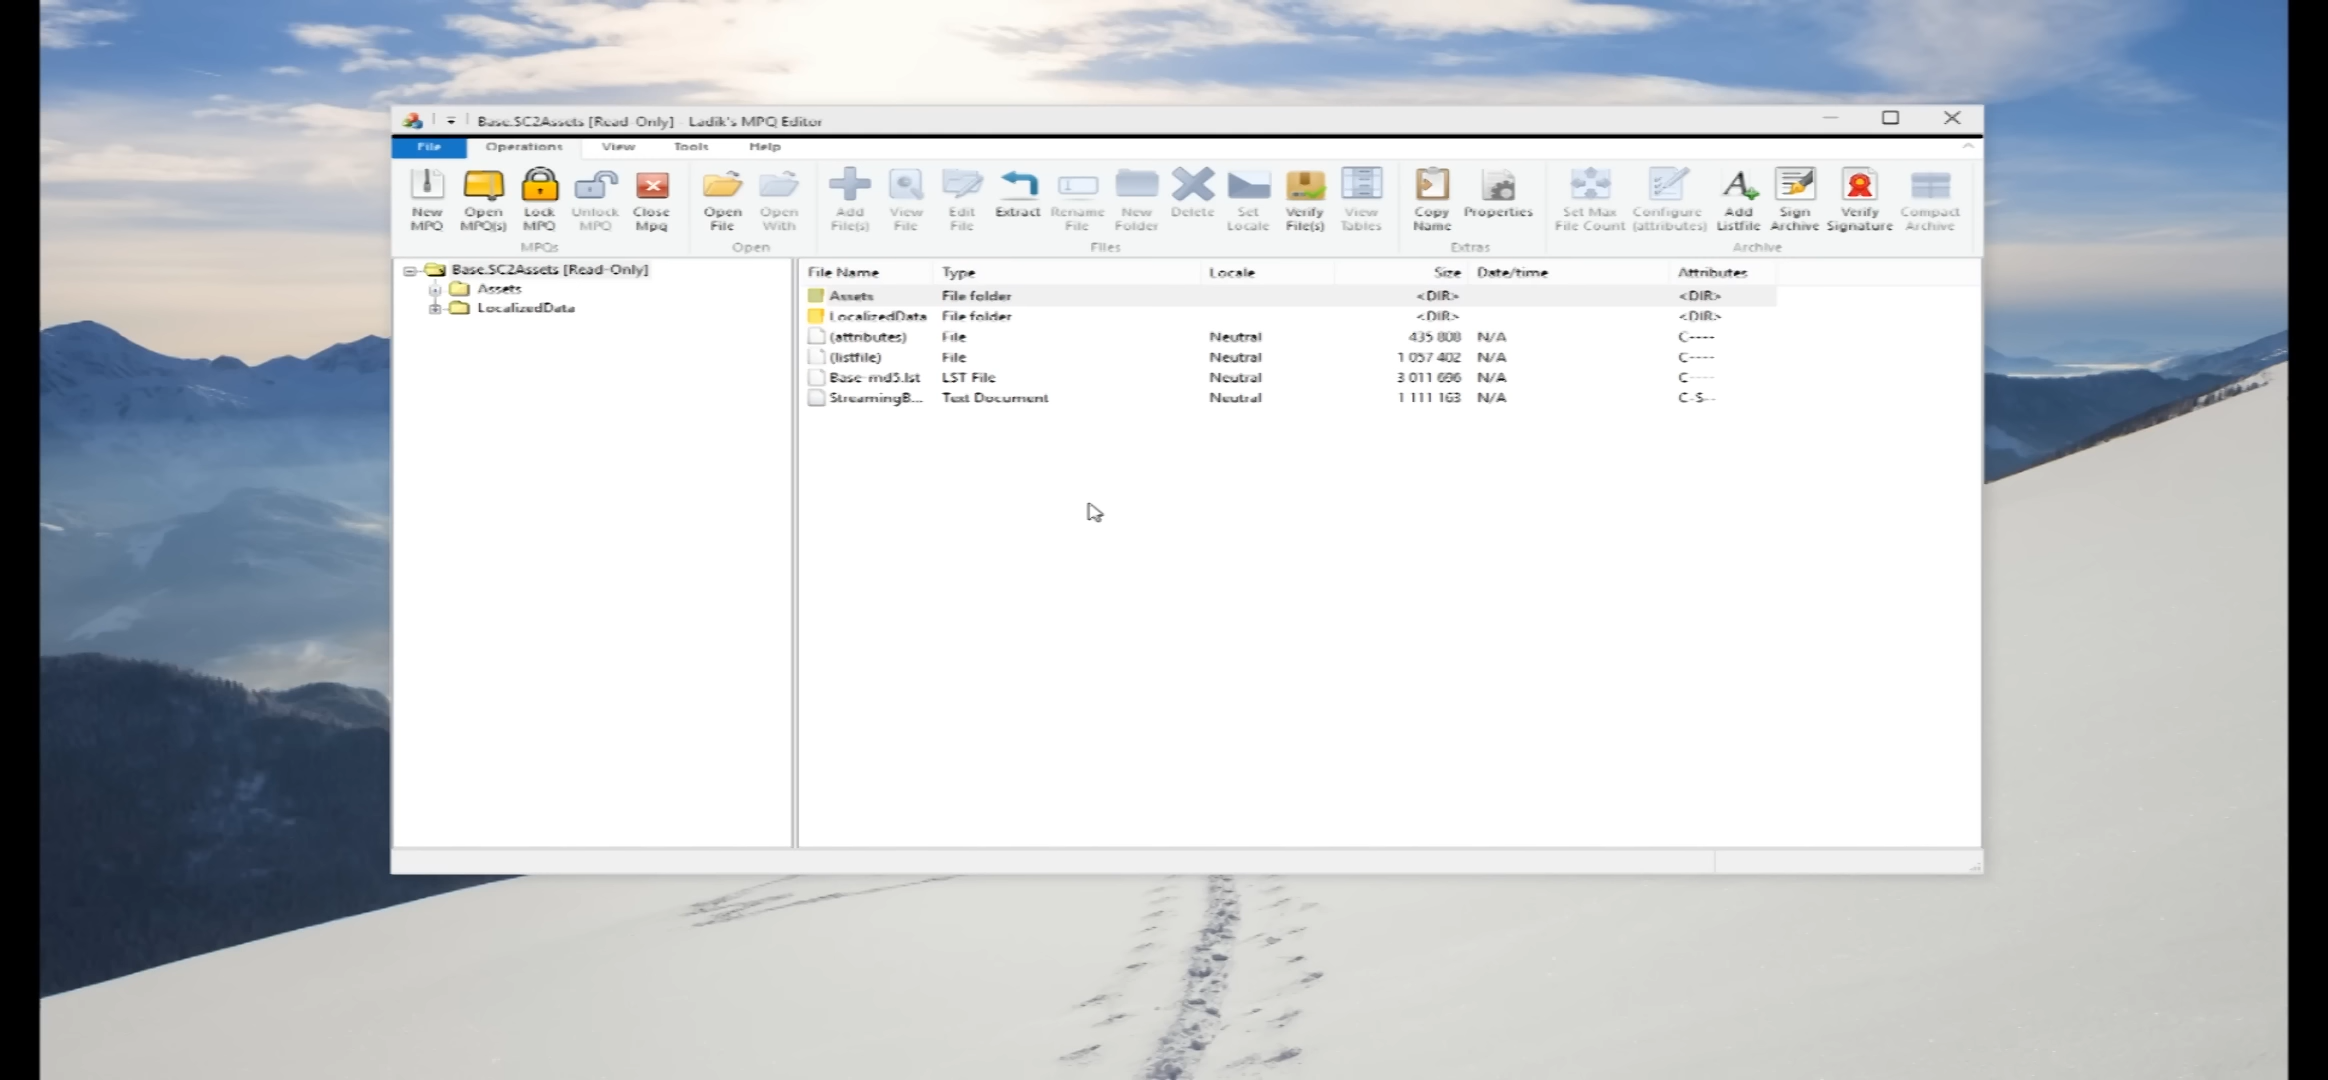 Base.SC2Assets [Read-Only] - Ladik's MPQ Editor
File Operations View Tools Help
New MPQ
Open MPQ(s)
Lock MPQ
Unlock MPQ
Close Mpq
MPQs
Open File
Open With
Open
Add File(s)
View File
Edit File
Extract
Rename File
New Folder
Delete
Set Locale
Verify File(s)
View Tables
Files
Copy Name
Properties
Extras
Set Max File Count
Configure (attributes)
Add Listfile
Sign Archive
Verify Signature
Compact Archive
Archive
Base.SC2Assets [Read-Only]
Assets
LocalizedData
File Name Type Locale Size Date/time Attributes
Assets File folder <DIR> <DIR>
LocalizedData File folder <DIR> <DIR>
(attributes) File Neutral 435 808 N/A C----
(listfile) File Neutral 1 057 402 N/A C----
Base-md5.lst LST File Neutral 3 011 696 N/A C----
StreamingB... Text Document Neutral 1 111 163 N/A C-S--